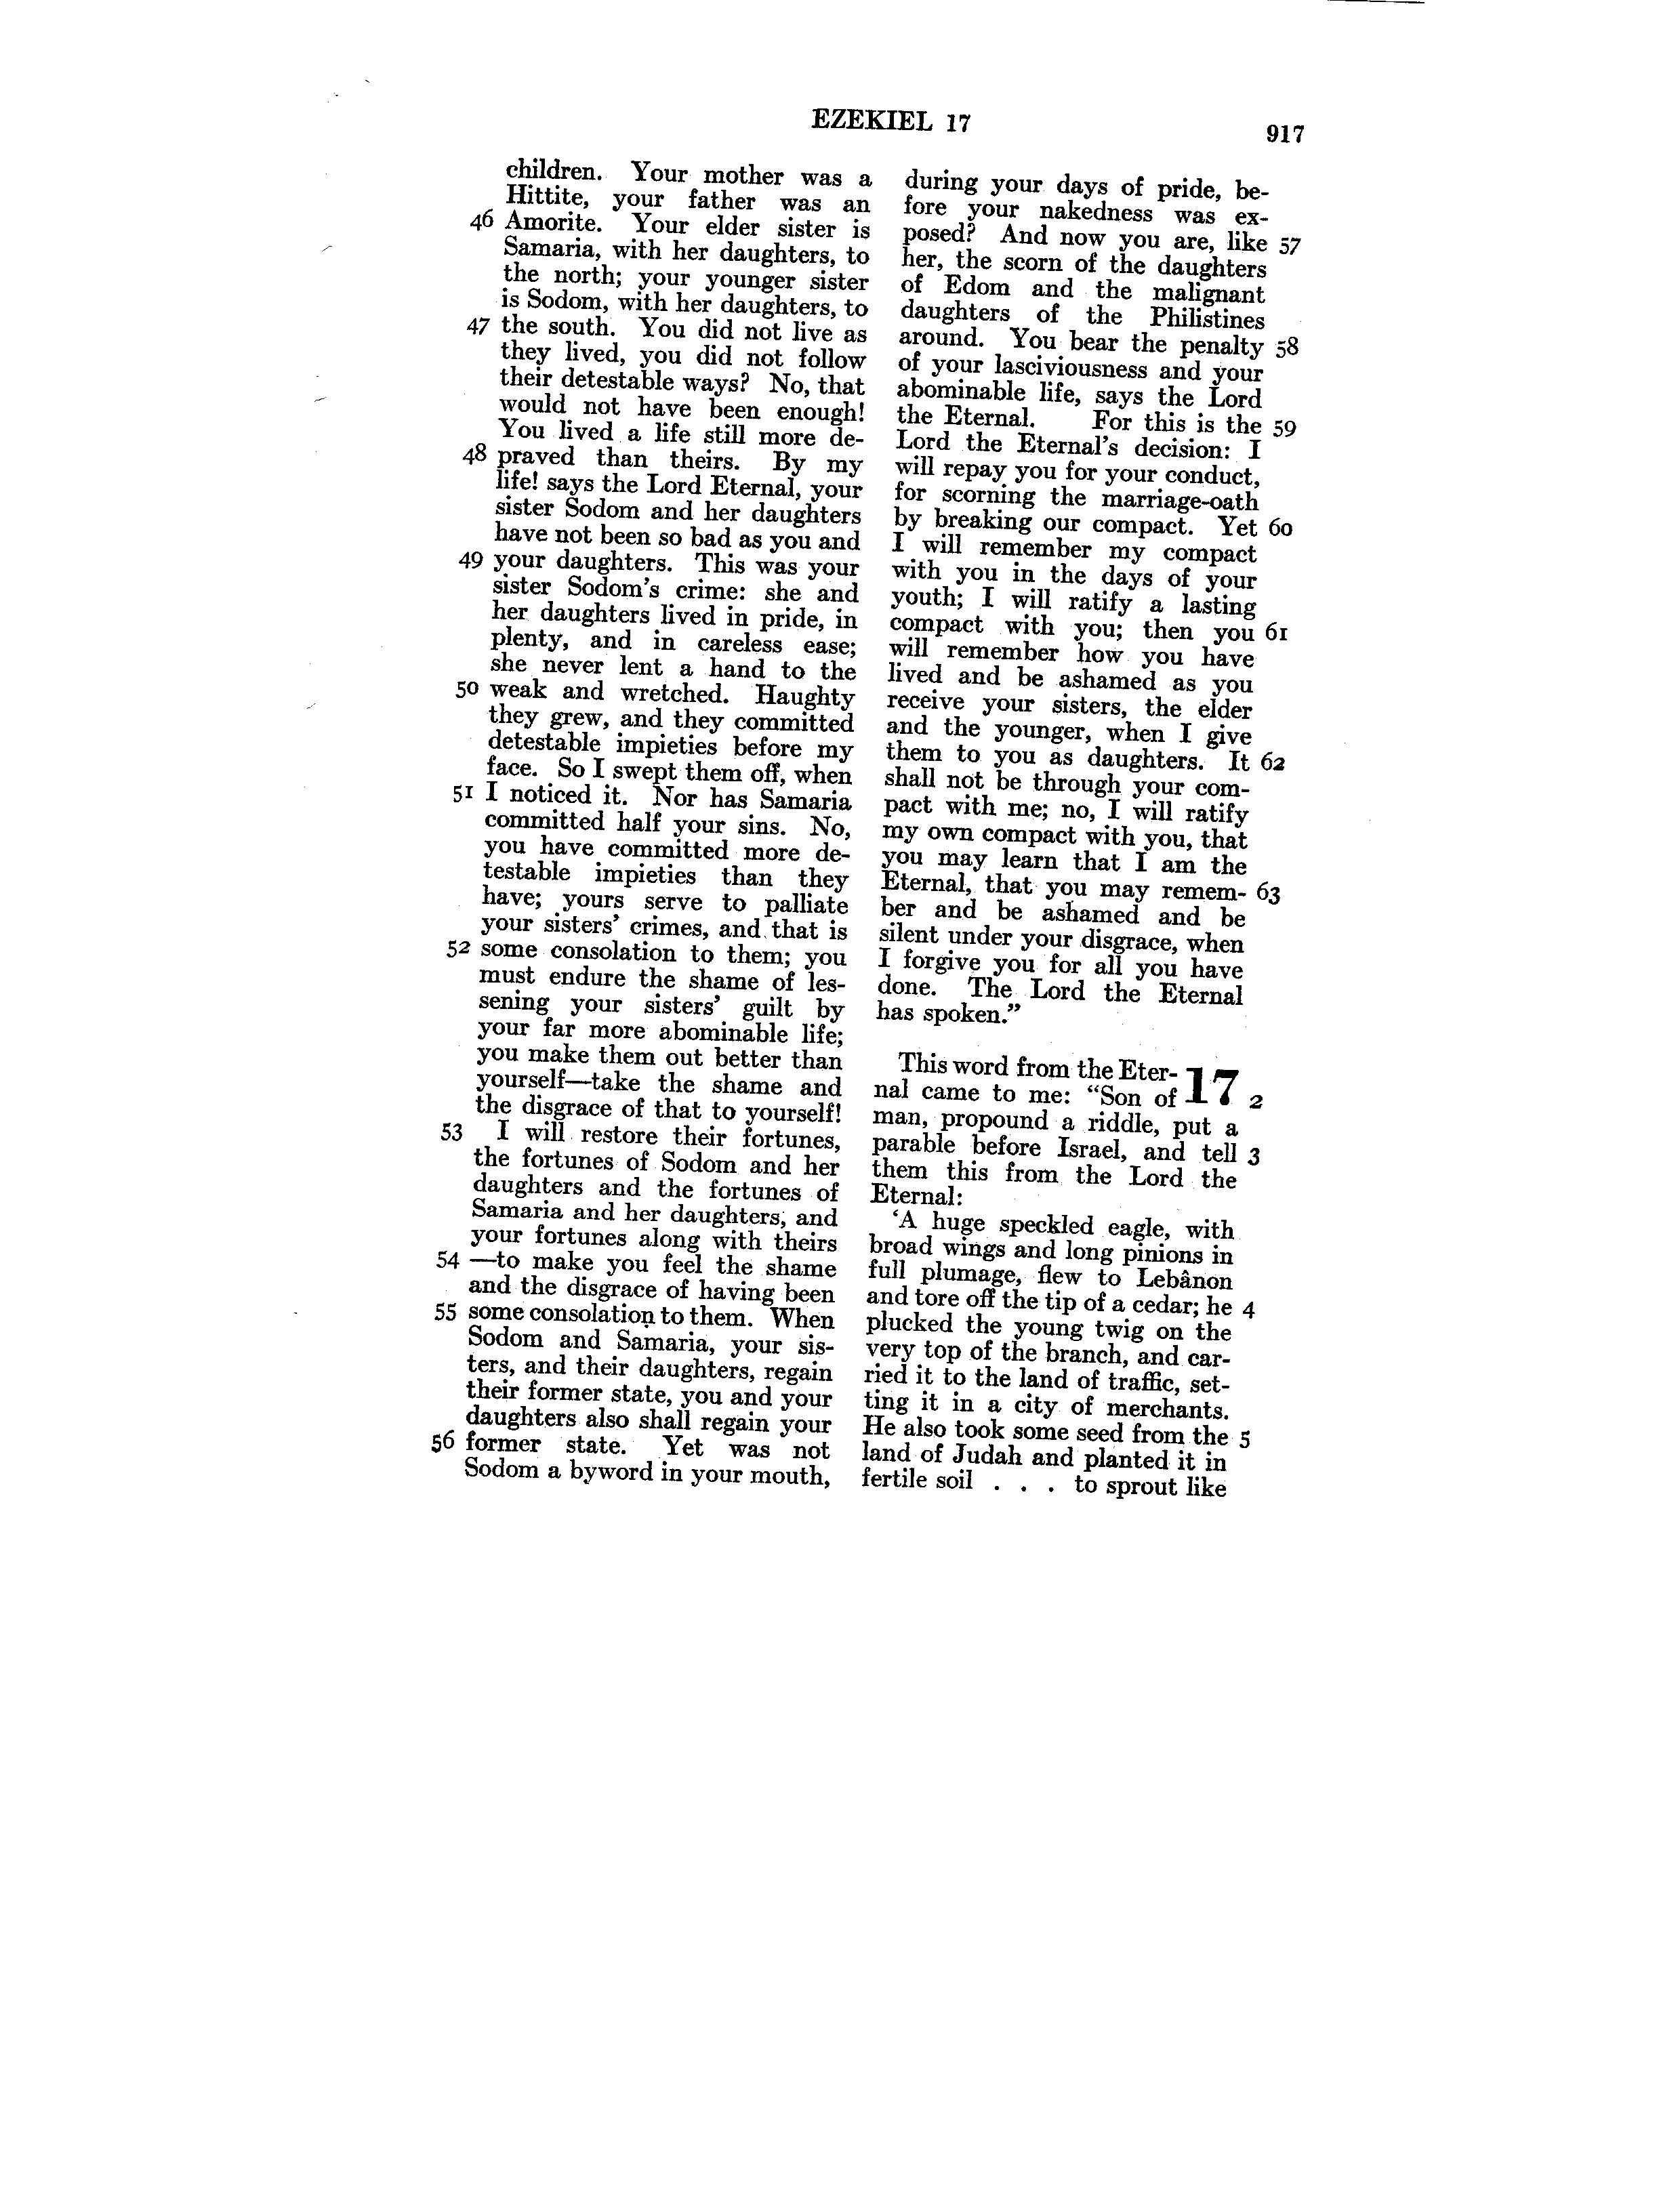 EZEKIEL 17
917
children. Your mother was a
Hittite, your father was an
46 Amorite. Your elder sister is
Samaria, with her daughters, to
the north; your younger sister
is Sodom, with her daughters, to
47 the south. You did not live as
they lived, you did not follow
their detestable ways? No, that
would not have been enough!
You lived a life still more de-
48 praved than theirs. By my
life! says the Lord Eternal, your
sister Sodom and her daughters
have not been so bad as you and
49 your daughters. This was your
sister Sodom's crime: she and
her daughters lived in pride, in
plenty, and in careless ease;
she never lent a hand to the
50 weak and wretched. Haughty
they grew, and they committed
detestable impieties before my
face. So I swept them off, when
51 I noticed it. Nor has Samaria
committed half your sins. No,
you have committed more de-
testable impieties than they
have; yours serve to palliate
your sisters' crimes, and that is
52 some consolation to them; you
must endure the shame of les-
sening your sisters' guilt by
your far more abominable life;
you make them out better than
yourself—take the shame and
the disgrace of that to yourself!
53 I will restore their fortunes,
the fortunes of Sodom and her
daughters and the fortunes of
Samaria and her daughters, and
your fortunes along with theirs
54 —to make you feel the shame
and the disgrace of having been
55 some consolation to them. When
Sodom and Samaria, your sis-
ters, and their daughters, regain
their former state, you and your
daughters also shall regain your
56 former state. Yet was not
Sodom a byword in your mouth,
during your days of pride, be-
fore your nakedness was ex-
posed? And now you are, like 57
her, the scorn of the daughters
of Edom and the malignant
daughters of the Philistines
around. You bear the penalty 58
of your lasciviousness and your
abominable life, says the Lord
the Eternal. For this is the 59
Lord the Eternal's decision: I
will repay you for your conduct,
for scorning the marriage-oath
by breaking our compact. Yet 60
I will remember my compact
with you in the days of your
youth; I will ratify a lasting
compact with you; then you 61
will remember how you have
lived and be ashamed as you
receive your sisters, the elder
and the younger, when I give
them to you as daughters. It 62
shall not be through your com-
pact with me; no, I will ratify
my own compact with you, that
you may learn that I am the
Eternal, that you may remem- 63
ber and be ashamed and be
silent under your disgrace, when
I forgive you for all you have
done. The Lord the Eternal
has spoken."
This word from the Eter- 17
nal came to me: "Son of 2
man, propound a riddle, put a
parable before Israel, and tell 3
them this from the Lord the
Eternal:
'A huge speckled eagle, with
broad wings and long pinions in
full plumage, flew to Lebânon
and tore off the tip of a cedar; he 4
plucked the young twig on the
very top of the branch, and car-
ried it to the land of traffic, set-
ting it in a city of merchants.
He also took some seed from the 5
land of Judah and planted it in
fertile soil . . . to sprout like